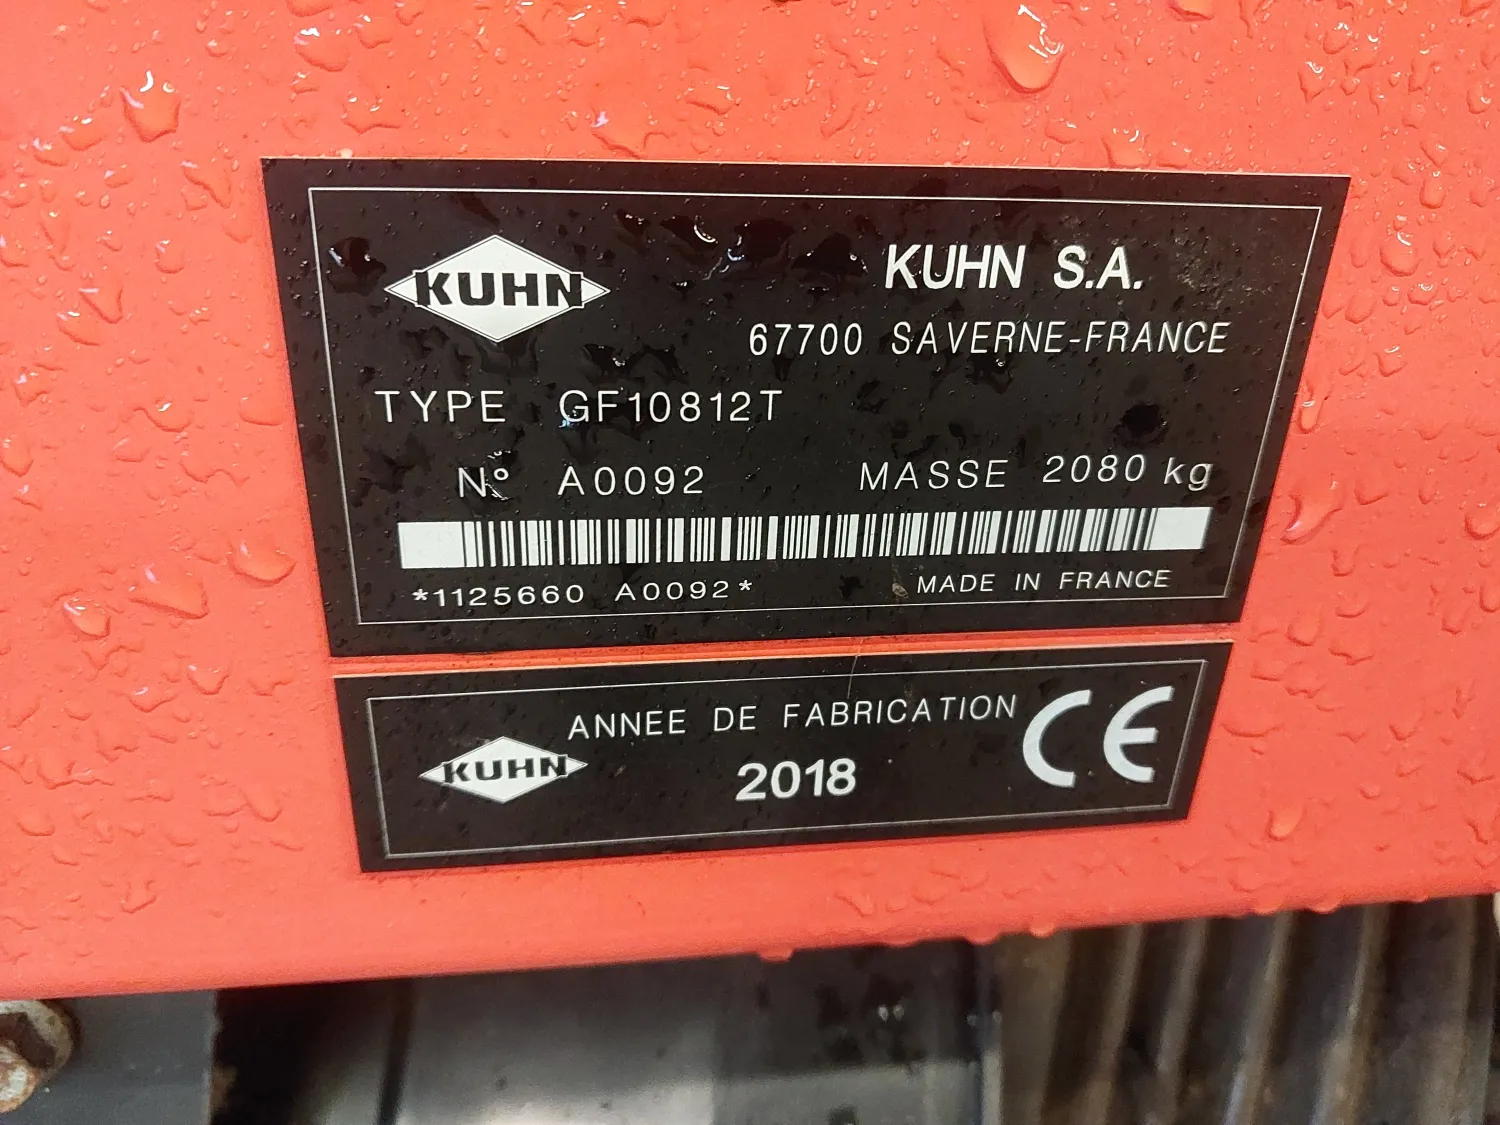 KUHN
KUHN S.A.
67700 SAVERNE-FRANCE
TYPE GF10812T
N° A0092 MASSE 2080 kg
*1125660 A0092* MADE IN FRANCE
KUHN
ANNEE DE FABRICATION
2018
CE